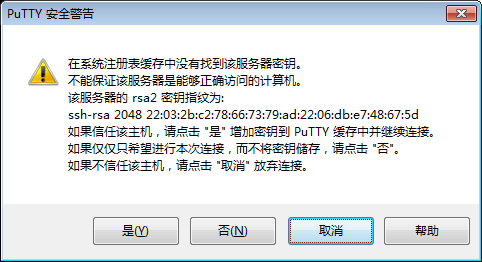 PuTTY 安全警告
在系统注册表缓存中没有找到该服务器密钥。
不能保证该服务器是能够正确访问的计算机。
该服务器的 rsa2 密钥指纹为:
ssh-rsa 2048 22:03:2b:c2:78:66:73:79:ad:22:06:db:e7:48:67:5d
如果信任该主机，请点击 "是" 增加密钥到 PuTTY 缓存中并继续连接。
如果仅仅只希望进行本次连接，而不将密钥储存，请点击 "否"。
如果不信任该主机，请点击 "取消" 放弃连接。
是(Y) 否(N) 取消 帮助